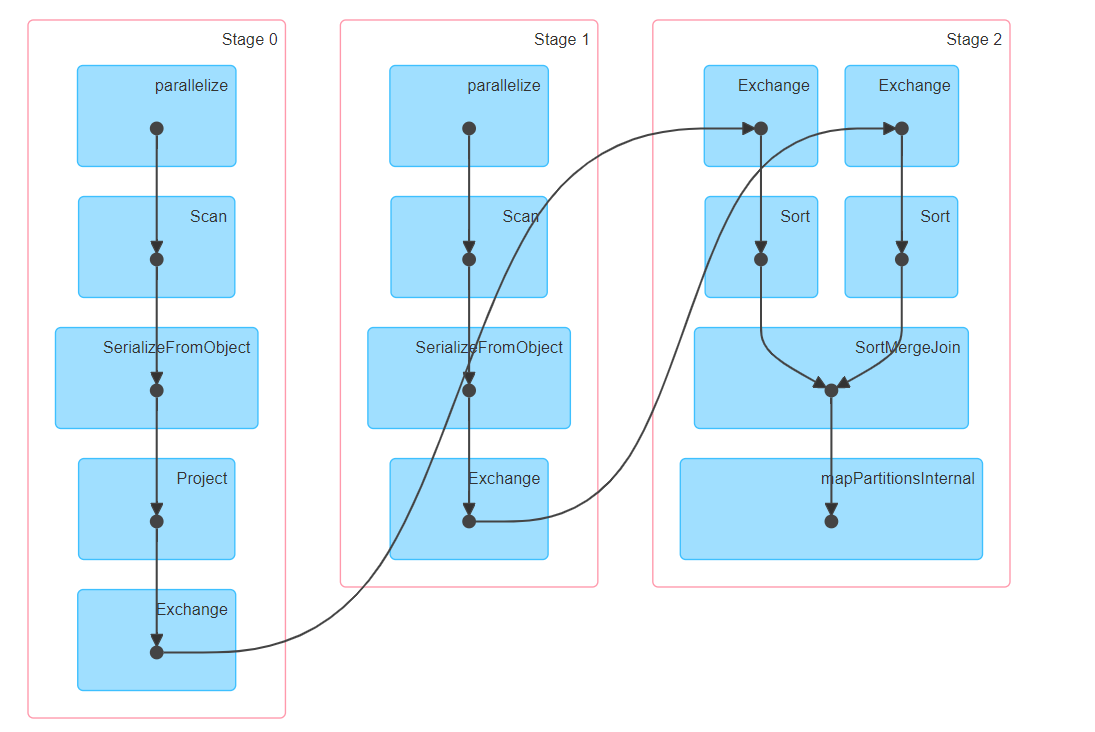 Stage 0
parallelize
Scan
SerializeFromObject
Project
Exchange
Stage 1
parallelize
Scan
SerializeFromObject
Exchange
Stage 2
Exchange
Exchange
Sort
Sort
SortMergeJoin
mapPartitionsInternal